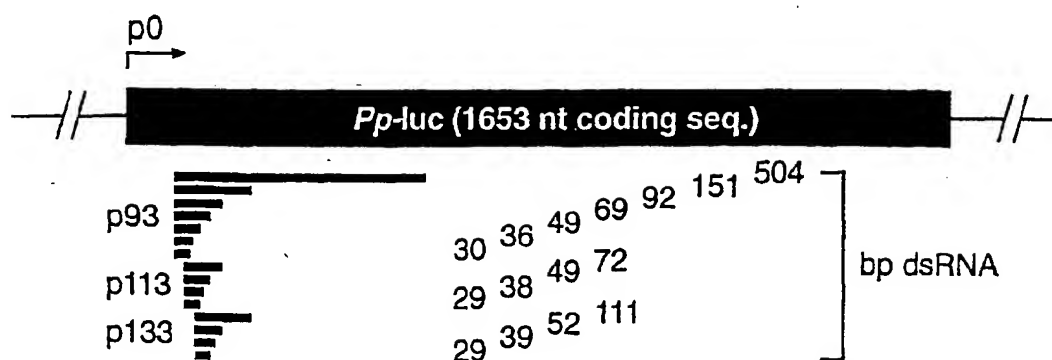 p0
Pp-luc (1653 nt coding seq.)
p93
30 36 49 69 92 151 504
p113
29 38 49 72
bp dsRNA
p133
29 39 52 111